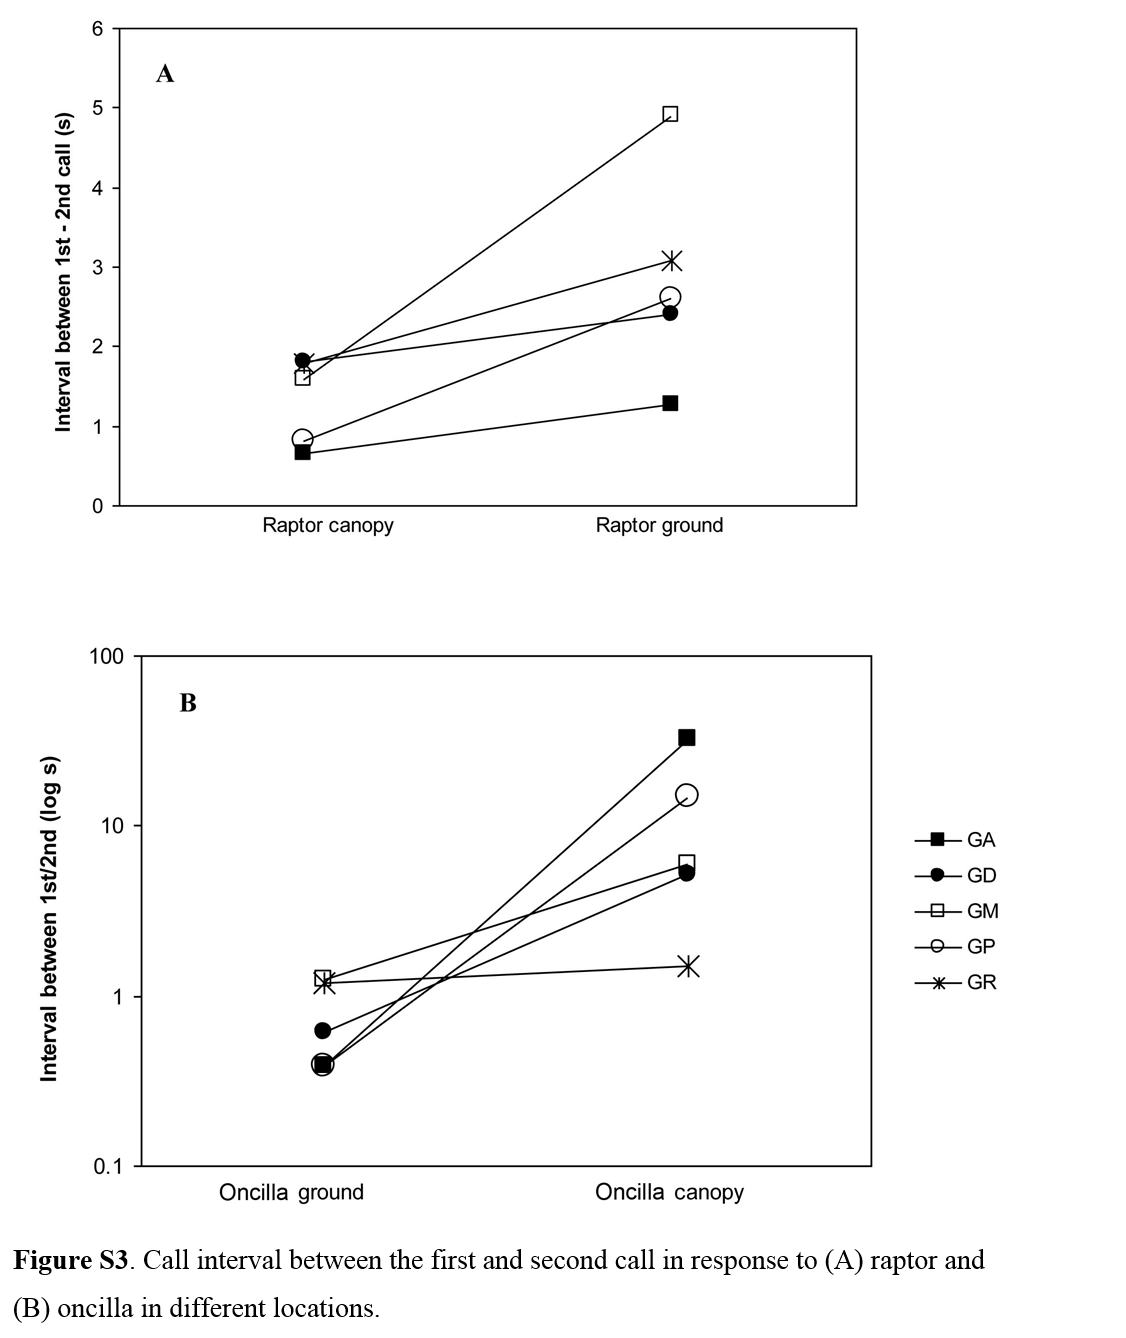 6
A
5
4
3
2
1
0
Interval between 1st - 2nd call (s)
Raptor canopy Raptor ground
100
B
10
1
0.1
Interval between 1st/2nd (log s)
Oncilla ground Oncilla canopy
GA
GD
GM
GP
GR
Figure S3. Call interval between the first and second call in response to (A) raptor and
(B) oncilla in different locations.